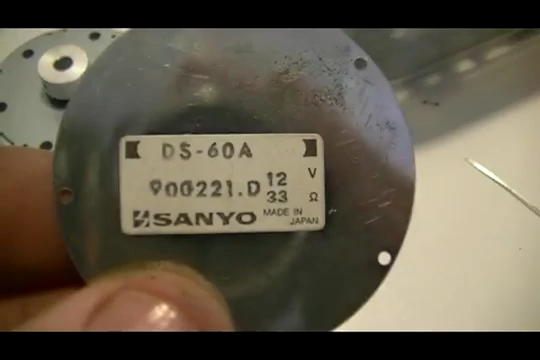 DS-60A
900221.D 12 V
33 Ω
SANYO MADE IN
JAPAN